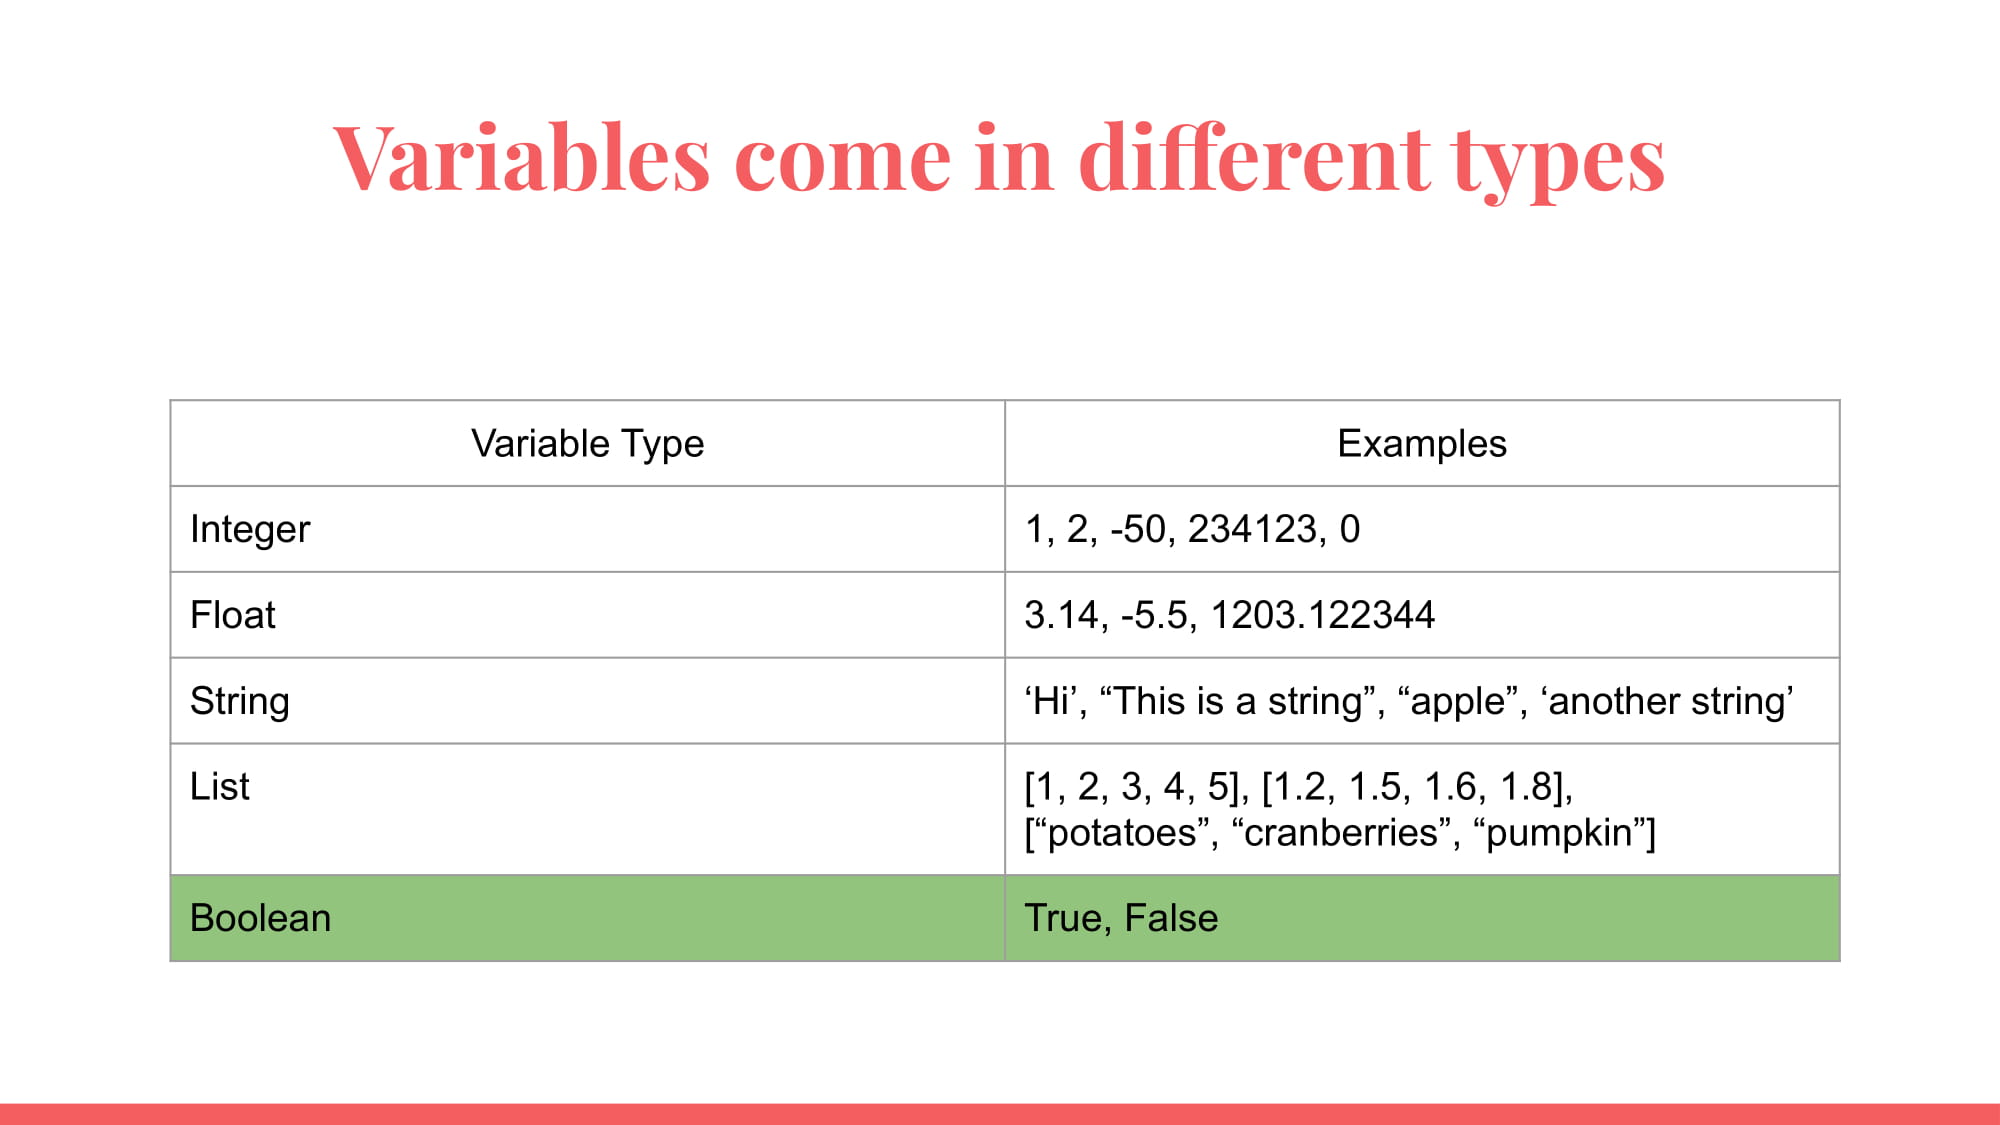 Variables come in different types
Variable Type
Examples
Integer
1, 2, -50, 234123, 0
Float
3.14, -5.5, 1203.122344
String
‘Hi’, “This is a string”, “apple”, ‘another string’
List
[1, 2, 3, 4, 5], [1.2, 1.5, 1.6, 1.8],
[“potatoes”, “cranberries”, “pumpkin”]
Boolean
True, False